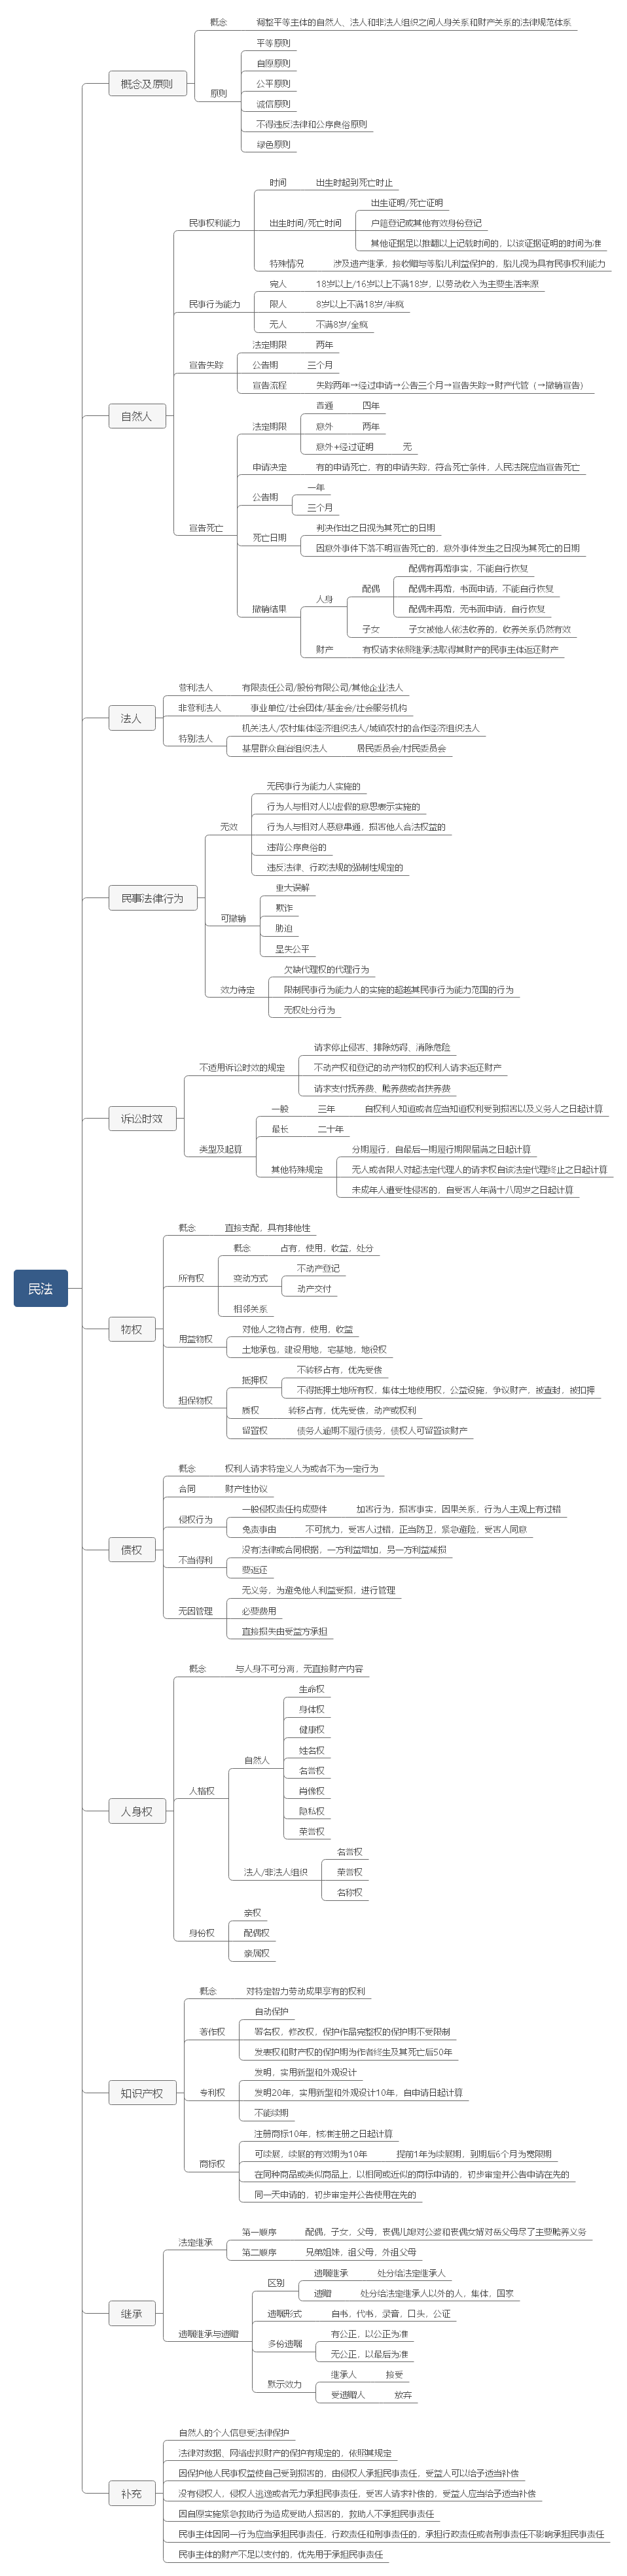 民法
概念及原则
概念
调整平等主体的自然人、法人和非法人组织之间人身关系和财产关系的法律规范体系
原则
平等原则
自愿原则
公平原则
诚信原则
不得违反法律和公序良俗原则
绿色原则
自然人
民事权利能力
时间
出生时起到死亡时止
出生时间/死亡时间
出生证明/死亡证明
户籍登记或其他有效身份登记
其他证据足以推翻以上记载时间的，以该证据证明的时间为准
特殊情况
涉及遗产继承，接收赠与等胎儿利益保护的，胎儿视为具有民事权利能力
民事行为能力
完人
18岁以上/16岁以上不满18岁，以劳动收入为主要生活来源
限人
8岁以上不满18岁/半疯
无人
不满8岁/全疯
宣告失踪
法定期限
两年
公告期
三个月
宣告流程
失踪两年→经过申请→公告三个月→宣告失踪→财产代管（→撤销宣告）
宣告死亡
法定期限
普通
四年
意外
两年
意外+经过证明
无
申请决定
有的申请死亡，有的申请失踪，符合死亡条件，人民法院应当宣告死亡
公告期
一年
三个月
死亡日期
判决作出之日视为其死亡的日期
因意外事件下落不明宣告死亡的，意外事件发生之日视为其死亡的日期
撤销结果
人身
配偶
配偶有再婚事实，不能自行恢复
配偶未再婚，书面申请，不能自行恢复
配偶未再婚，无书面申请，自行恢复
子女
子女被他人依法收养的，收养关系仍然有效
财产
有权请求依照继承法取得其财产的民事主体返还财产
法人
营利法人
有限责任公司/股份有限公司/其他企业法人
非营利法人
事业单位/社会团体/基金会/社会服务机构
特别法人
机关法人/农村集体经济组织法人/城镇农村的合作经济组织法人
基层群众自治组织法人
居民委员会/村民委员会
民事法律行为
无效
无民事行为能力人实施的
行为人与相对人以虚假的意思表示实施的
行为人与相对人恶意串通，损害他人合法权益的
违背公序良俗的
违反法律、行政法规的强制性规定的
可撤销
重大误解
欺诈
胁迫
显失公平
效力待定
欠缺代理权的代理行为
限制民事行为能力人的实施的超越其民事行为能力范围的行为
无权处分行为
诉讼时效
不适用诉讼时效的规定
请求停止侵害、排除妨碍、消除危险
不动产权和登记的动产物权的权利人请求返还财产
请求支付抚养费、赡养费或者扶养费
类型及起算
一般
三年
自权利人知道或者应当知道权利受到损害以及义务人之日起计算
最长
二十年
其他特殊规定
分期履行，自最后一期履行期限届满之日起计算
无人或者限人对起法定代理人的请求权自该法定代理终止之日起计算
未成年人遭受性侵害的，自受害人年满十八周岁之日起计算
物权
概念
直接支配，具有排他性
所有权
概念
占有，使用，收益，处分
变动方式
不动产登记
动产交付
相邻关系
用益物权
对他人之物占有，使用，收益
土地承包，建设用地，宅基地，地役权
担保物权
抵押权
不转移占有，优先受偿
不得抵押土地所有权，集体土地使用权，公益设施，争议财产，被查封，被扣押
质权
转移占有，优先受偿，动产或权利
留置权
债务人逾期不履行债务，债权人可留置该财产
债权
概念
权利人请求特定义人为或者不为一定行为
合同
财产性协议
侵权行为
一般侵权责任构成要件
加害行为，损害事实，因果关系，行为人主观上有过错
免责事由
不可抗力，受害人过错，正当防卫，紧急避险，受害人同意
不当得利
没有法律或合同根据，一方利益增加，另一方利益减损
要返还
无因管理
无义务，为避免他人利益受损，进行管理
必要费用
直接损失由受益方承担
人身权
概念
与人身不可分离，无直接财产内容
人格权
自然人
生命权
身体权
健康权
姓名权
名誉权
肖像权
隐私权
荣誉权
法人/非法人组织
名誉权
荣誉权
名称权
身份权
亲权
配偶权
亲属权
知识产权
概念
对特定智力劳动成果享有的权利
著作权
自动保护
署名权，修改权，保护作品完整权的保护期不受限制
发表权和财产权的保护期为作者终生及其死亡后50年
专利权
发明，实用新型和外观设计
发明20年，实用新型和外观设计10年，自申请日起计算
不能续期
商标权
注册商标10年，核准注册之日起计算
可续展，续展的有效期为10年
提前1年为续展期，到期后6个月为宽限期
在同种商品或类似商品上，以相同或近似的商标申请的，初步审定并公告申请在先的
同一天申请的，初步审定并公告使用在先的
继承
法定继承
第一顺序
配偶，子女，父母，丧偶儿媳对公婆和丧偶女婿对岳父母尽了主要赡养义务
第二顺序
兄弟姐妹，祖父母，外祖父母
遗嘱继承与遗赠
区别
遗嘱继承
处分给法定继承人
遗赠
处分给法定继承人以外的人，集体，国家
遗嘱形式
自书，代书，录音，口头，公证
多份遗嘱
有公正，以公正为准
无公正，以最后为准
默示效力
继承人
接受
受遗赠人
放弃
补充
自然人的个人信息受法律保护
法律对数据、网络虚拟财产的保护有规定的，依照其规定
因保护他人民事权益使自己受到损害的，由侵权人承担民事责任，受益人可以给予适当补偿
没有侵权人，侵权人逃逸或者无力承担民事责任，受害人请求补偿的，受益人应当给予适当补偿
因自愿实施紧急救助行为造成受助人损害的，救助人不承担民事责任
民事主体因同一行为应当承担民事责任，行政责任和刑事责任的，承担行政责任或者刑事责任不影响承担民事责任
民事主体的财产不足以支付的，优先用于承担民事责任